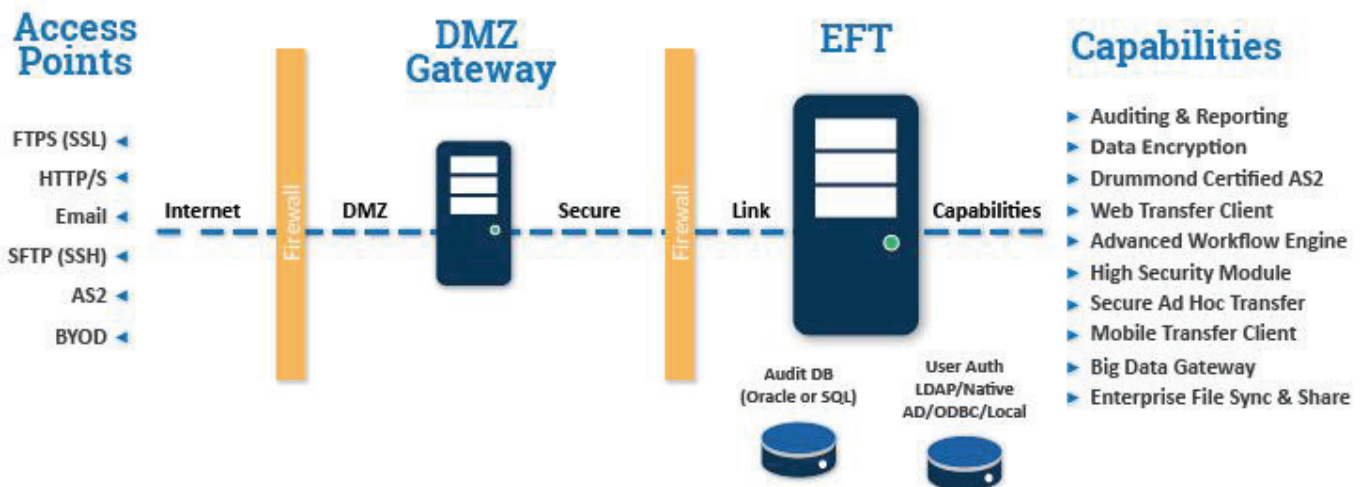 Access
Points
FTPS (SSL)
HTTP/S
Email
SFTP (SSH)
AS2
BYOD
Internet
Firewall
DMZ
DMZ
Gateway
Secure
Firewall
Link
EFT
Capabilities
Audit DB
(Oracle or SQL)
User Auth
LDAP/Native
AD/ODBC/Local
Capabilities
Auditing & Reporting
Data Encryption
Drummond Certified AS2
Web Transfer Client
Advanced Workflow Engine
High Security Module
Secure Ad Hoc Transfer
Mobile Transfer Client
Big Data Gateway
Enterprise File Sync & Share